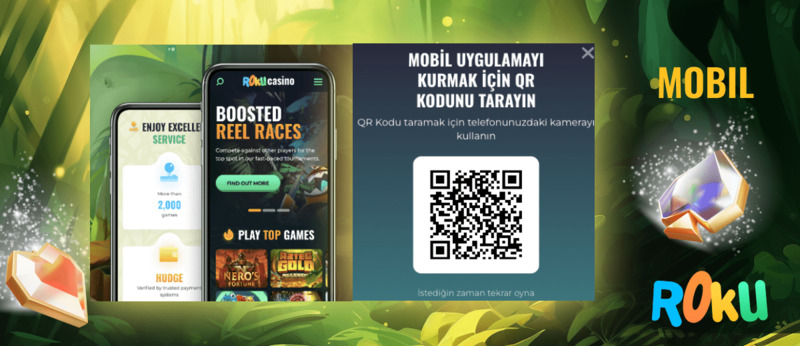 ENJOY EXCELLE
SERVICE
More than
2,000
games
HUDGE
Verified by trusted paymen
systems
ROKU casino
BOOSTED
REEL RACES
Compete against other players for the
top spot in our fast-paced tournaments.
FIND OUT MORE
PLAY TOP GAMES
NERO'S
FORTUNE
AZTEC
GOLD
MOBİL UYGULAMAYI
KURMAK İÇİN QR
KODUNU TARAYIN
QR Kodu taramak için telefonunuzdaki kamerayı
kullanın
İstediğin zaman tekrar oyna
MOBIL
ROKU